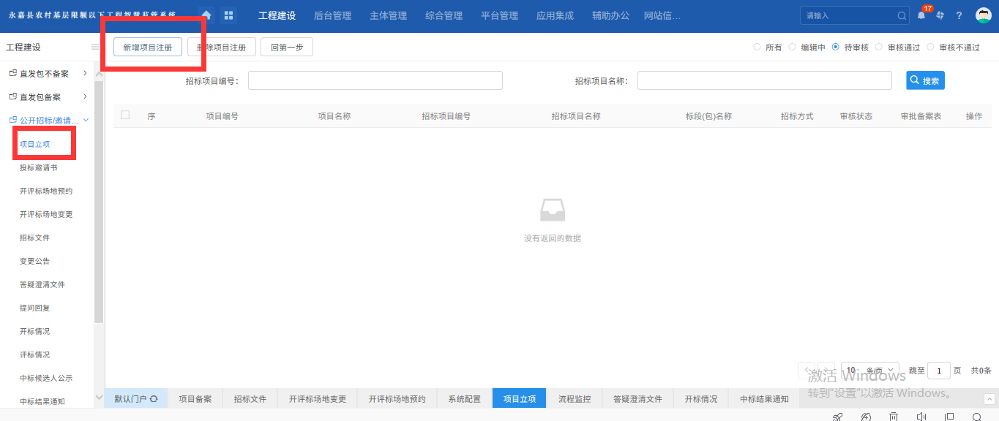 永嘉县农村基层限额以下工程智慧监管系统
工程建设 后台管理 主体管理 综合管理 平台管理 应用集成 辅助办公 网站信...
请输入
17
?
工程建设
新增项目注册 删除项目注册 回第一步
所有 编辑中 待审核 审核通过 审核不通过
直发包不备案
直发包备案
公开招标/邀请...
项目立项
投标邀请书
开评标场地预约
开评标场地变更
招标文件
变更公告
答疑澄清文件
提问回复
开标情况
评标情况
中标候选人公示
中标结果通知
招标项目编号: 招标项目名称: 搜索
序 项目编号 项目名称 招标项目编号 招标项目名称 标段(包)名称 招标方式 审核状态 审批备案表 操作
没有返回的数据
10 条/页 跳至 1 页 共0条
激活 Windows
转到"设置"以激活 Windows。
默认门户 项目备案 招标文件 开评标场地变更 开评标场地预约 系统配置 项目立项 流程监控 答疑澄清文件 开标情况 中标结果通知